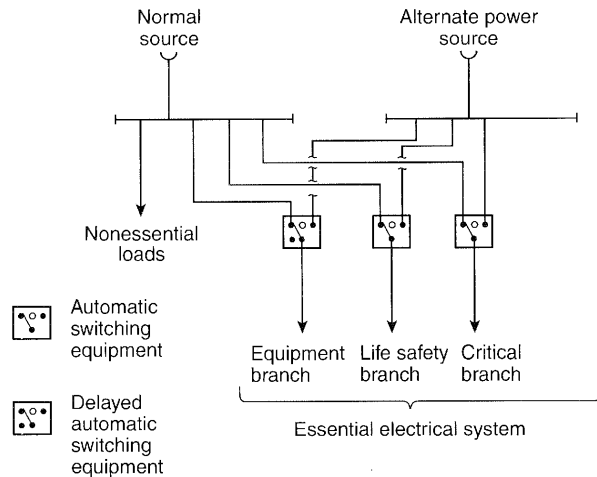 Normal
source
Alternate power
source
Nonessential
loads
Automatic
switching
equipment
Delayed
automatic
switching
equipment
Equipment
branch
Life safety
branch
Critical
branch
Essential electrical system